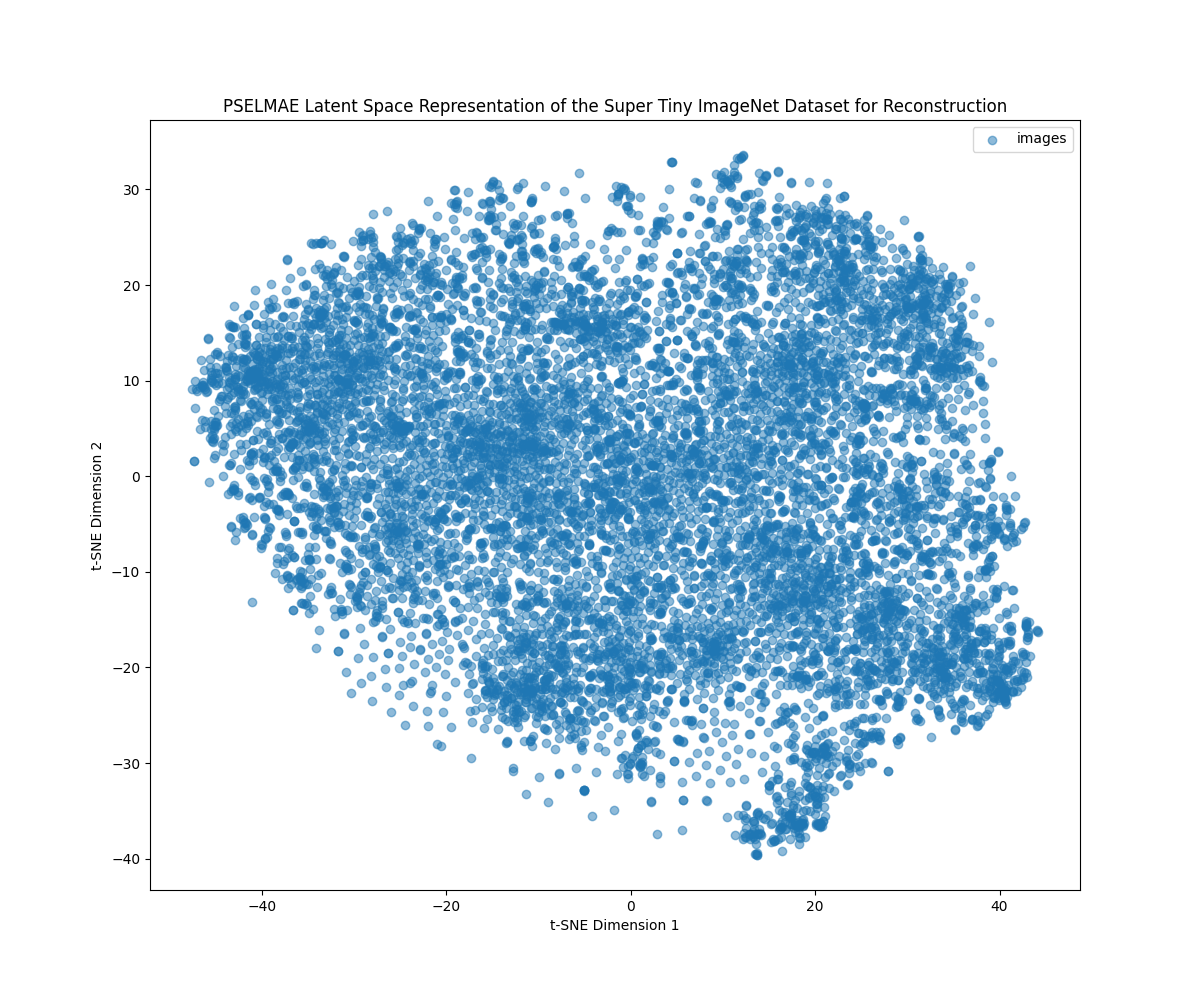 PSELMAE Latent Space Representation of the Super Tiny ImageNet Dataset for Reconstruction
images
30
20
10
0
−10
−20
−30
−40
t-SNE Dimension 2
−40 −20 0 20 40
t-SNE Dimension 1